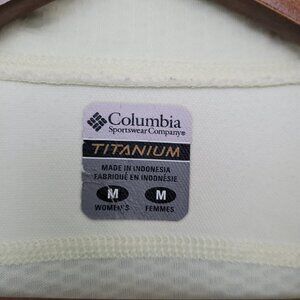 Columbia
Sportswear Company®
TITANIUM
MADE IN INDONESIA
FABRIQUÉ EN INDONÉSIE
M M
WOMEN'S FEMMES